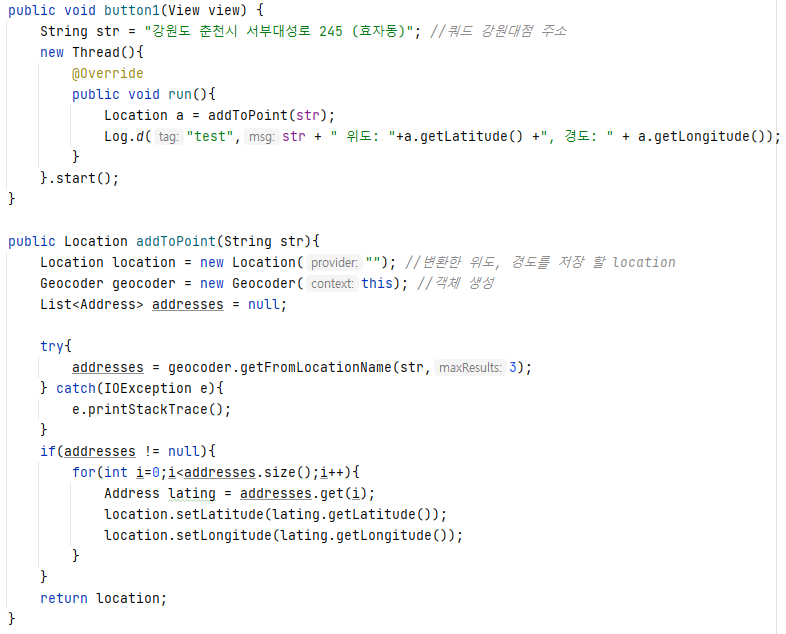 public void button1(View view) {
    String str = "강원도 춘천시 서부대성로 245 (효자동)"; //쿼드 강원대점 주소
    new Thread(){
        @Override
        public void run(){
            Location a = addToPoint(str);
            Log.d( tag: "test", msg: str + " 위도: "+a.getLatitude() +", 경도: " + a.getLongitude());
        }
    }.start();
}

public Location addToPoint(String str){
    Location location = new Location( provider: ""); //변환한 위도, 경도를 저장 할 location
    Geocoder geocoder = new Geocoder( context: this); //객체 생성
    List<Address> addresses = null;

    try{
        addresses = geocoder.getFromLocationName(str, maxResults: 3);
    } catch(IOException e){
        e.printStackTrace();
    }
    if(addresses != null){
        for(int i=0;i<addresses.size();i++){
            Address lating = addresses.get(i);
            location.setLatitude(lating.getLatitude());
            location.setLongitude(lating.getLongitude());
        }
    }
    return location;
}